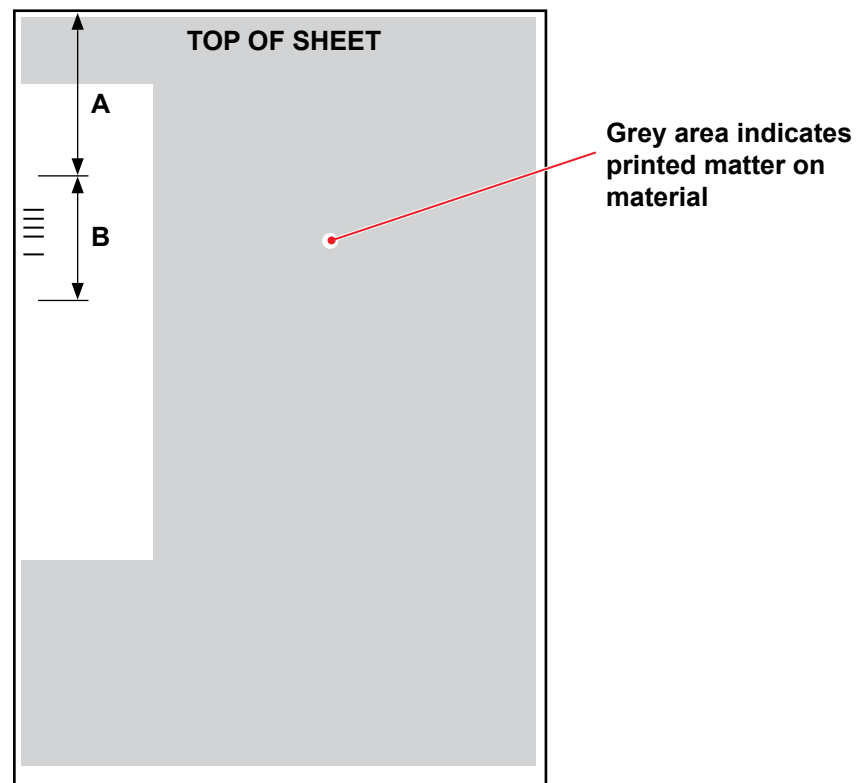 TOP OF SHEET
A
B
Grey area indicates
printed matter on
material